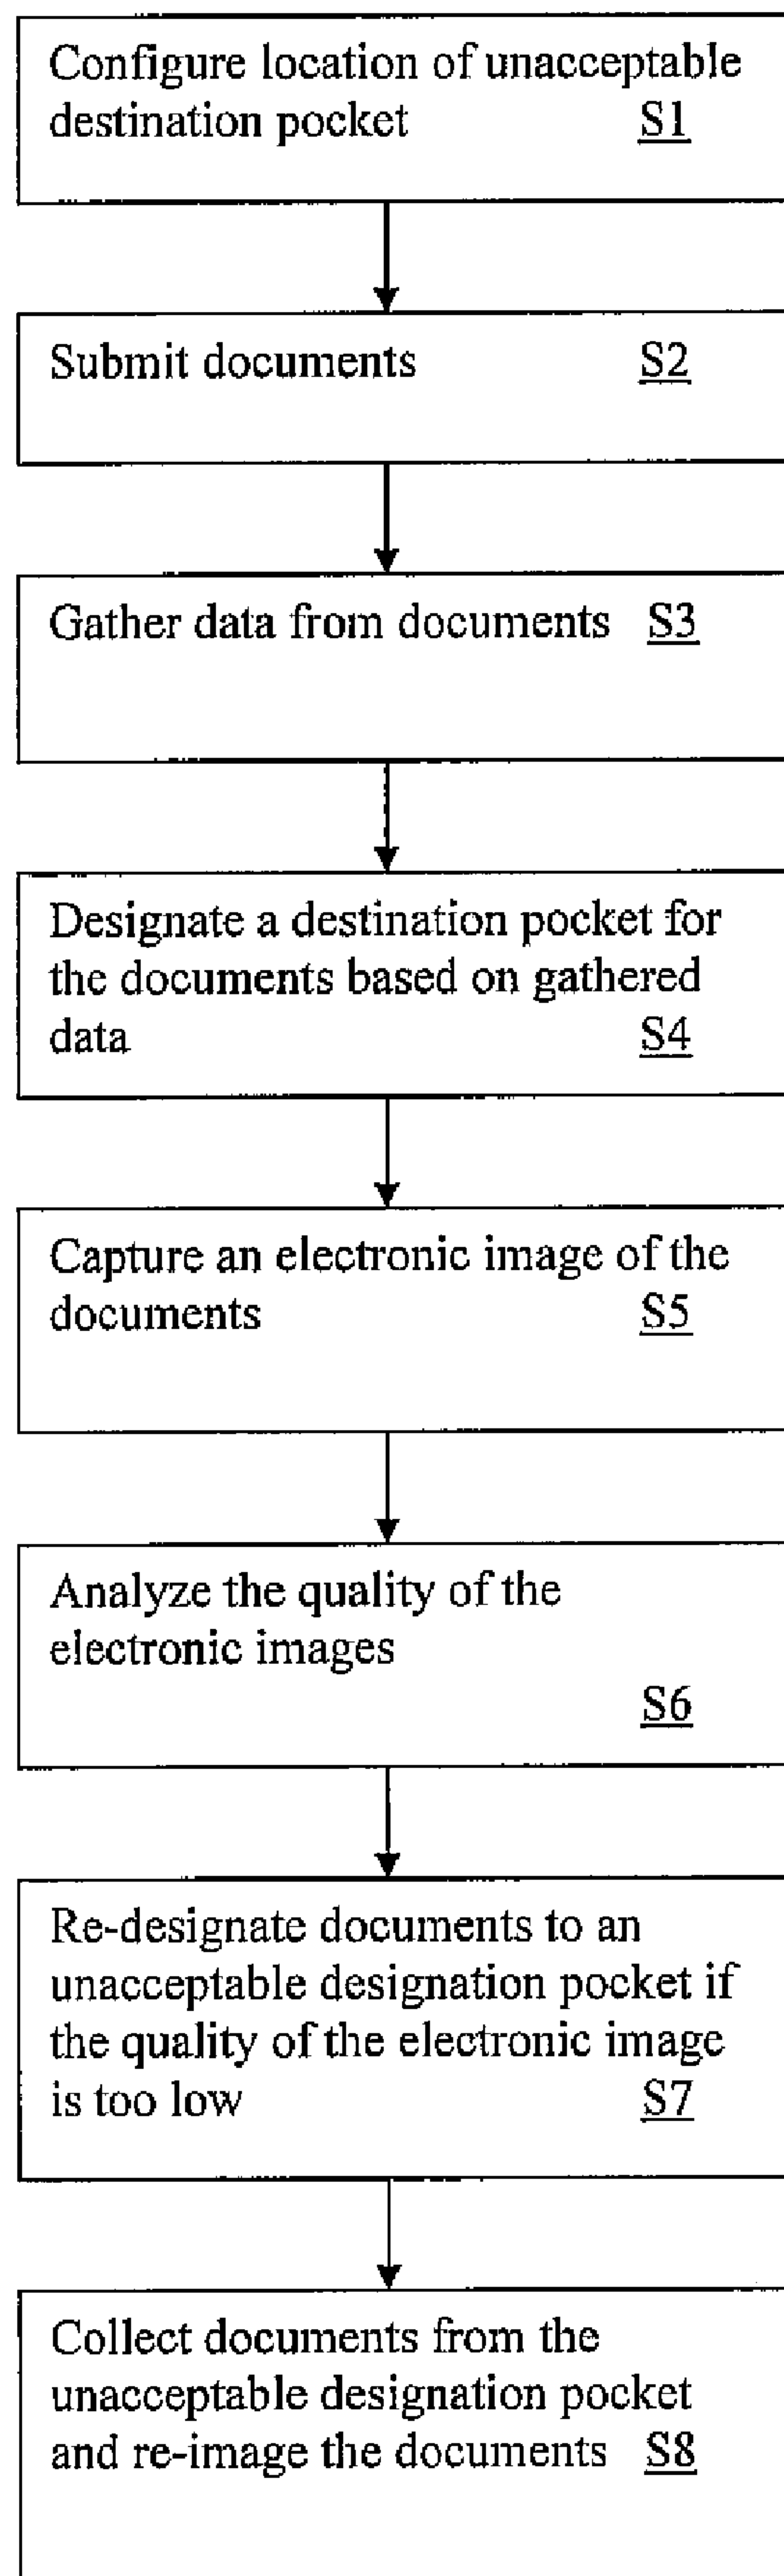 Configure location of unacceptable
destination pocket S1
Submit documents S2
Gather data from documents S3
Designate a destination pocket for
the documents based on gathered
data S4
Capture an electronic image of the
documents S5
Analyze the quality of the
electronic images
S6
Re-designate documents to an
unacceptable designation pocket if
the quality of the electronic image
is too low S7
Collect documents from the
unacceptable designation pocket
and re-image the documents S8